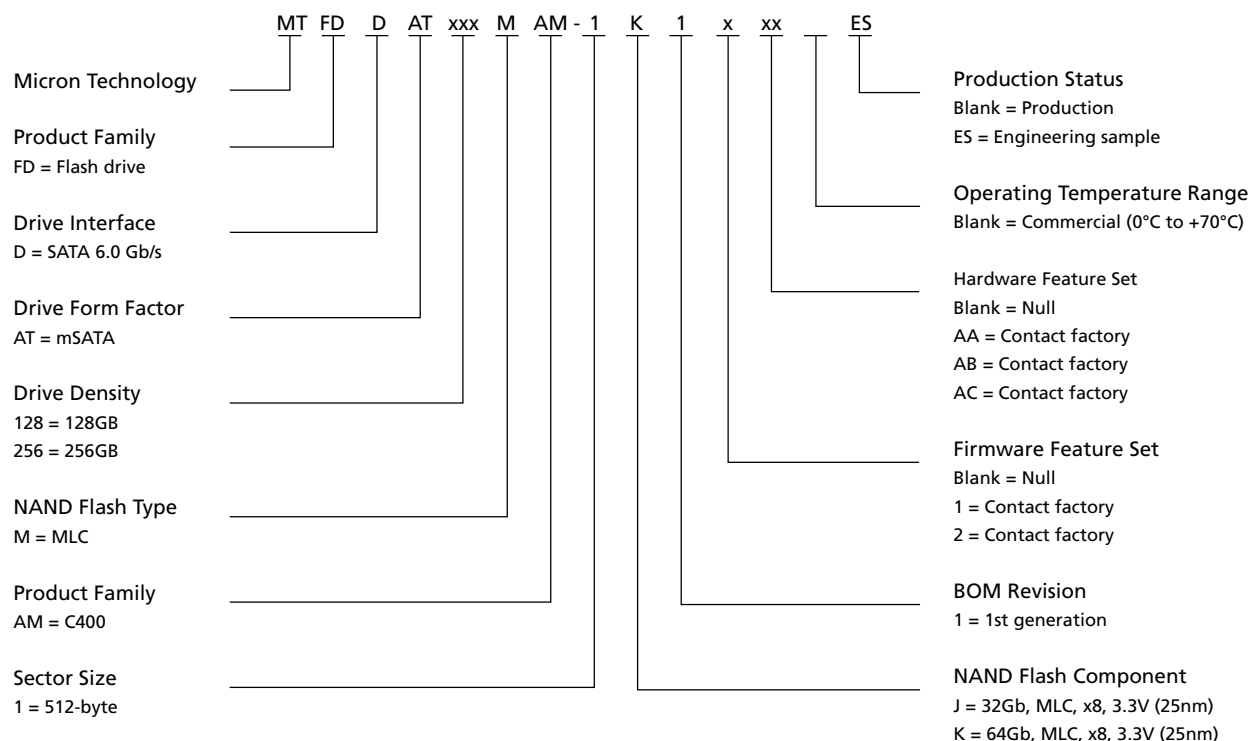 MT FD D AT xxx M AM - 1 K 1 x xx ES
Micron Technology
Product Family
FD = Flash drive
Drive Interface
D = SATA 6.0 Gb/s
Drive Form Factor
AT = mSATA
Drive Density
128 = 128GB
256 = 256GB
NAND Flash Type
M = MLC
Product Family
AM = C400
Sector Size
1 = 512-byte
Production Status
Blank = Production
ES = Engineering sample
Operating Temperature Range
Blank = Commercial (0°C to +70°C)
Hardware Feature Set
Blank = Null
AA = Contact factory
AB = Contact factory
AC = Contact factory
Firmware Feature Set
Blank = Null
1 = Contact factory
2 = Contact factory
BOM Revision
1 = 1st generation
NAND Flash Component
J = 32Gb, MLC, x8, 3.3V (25nm)
K = 64Gb, MLC, x8, 3.3V (25nm)